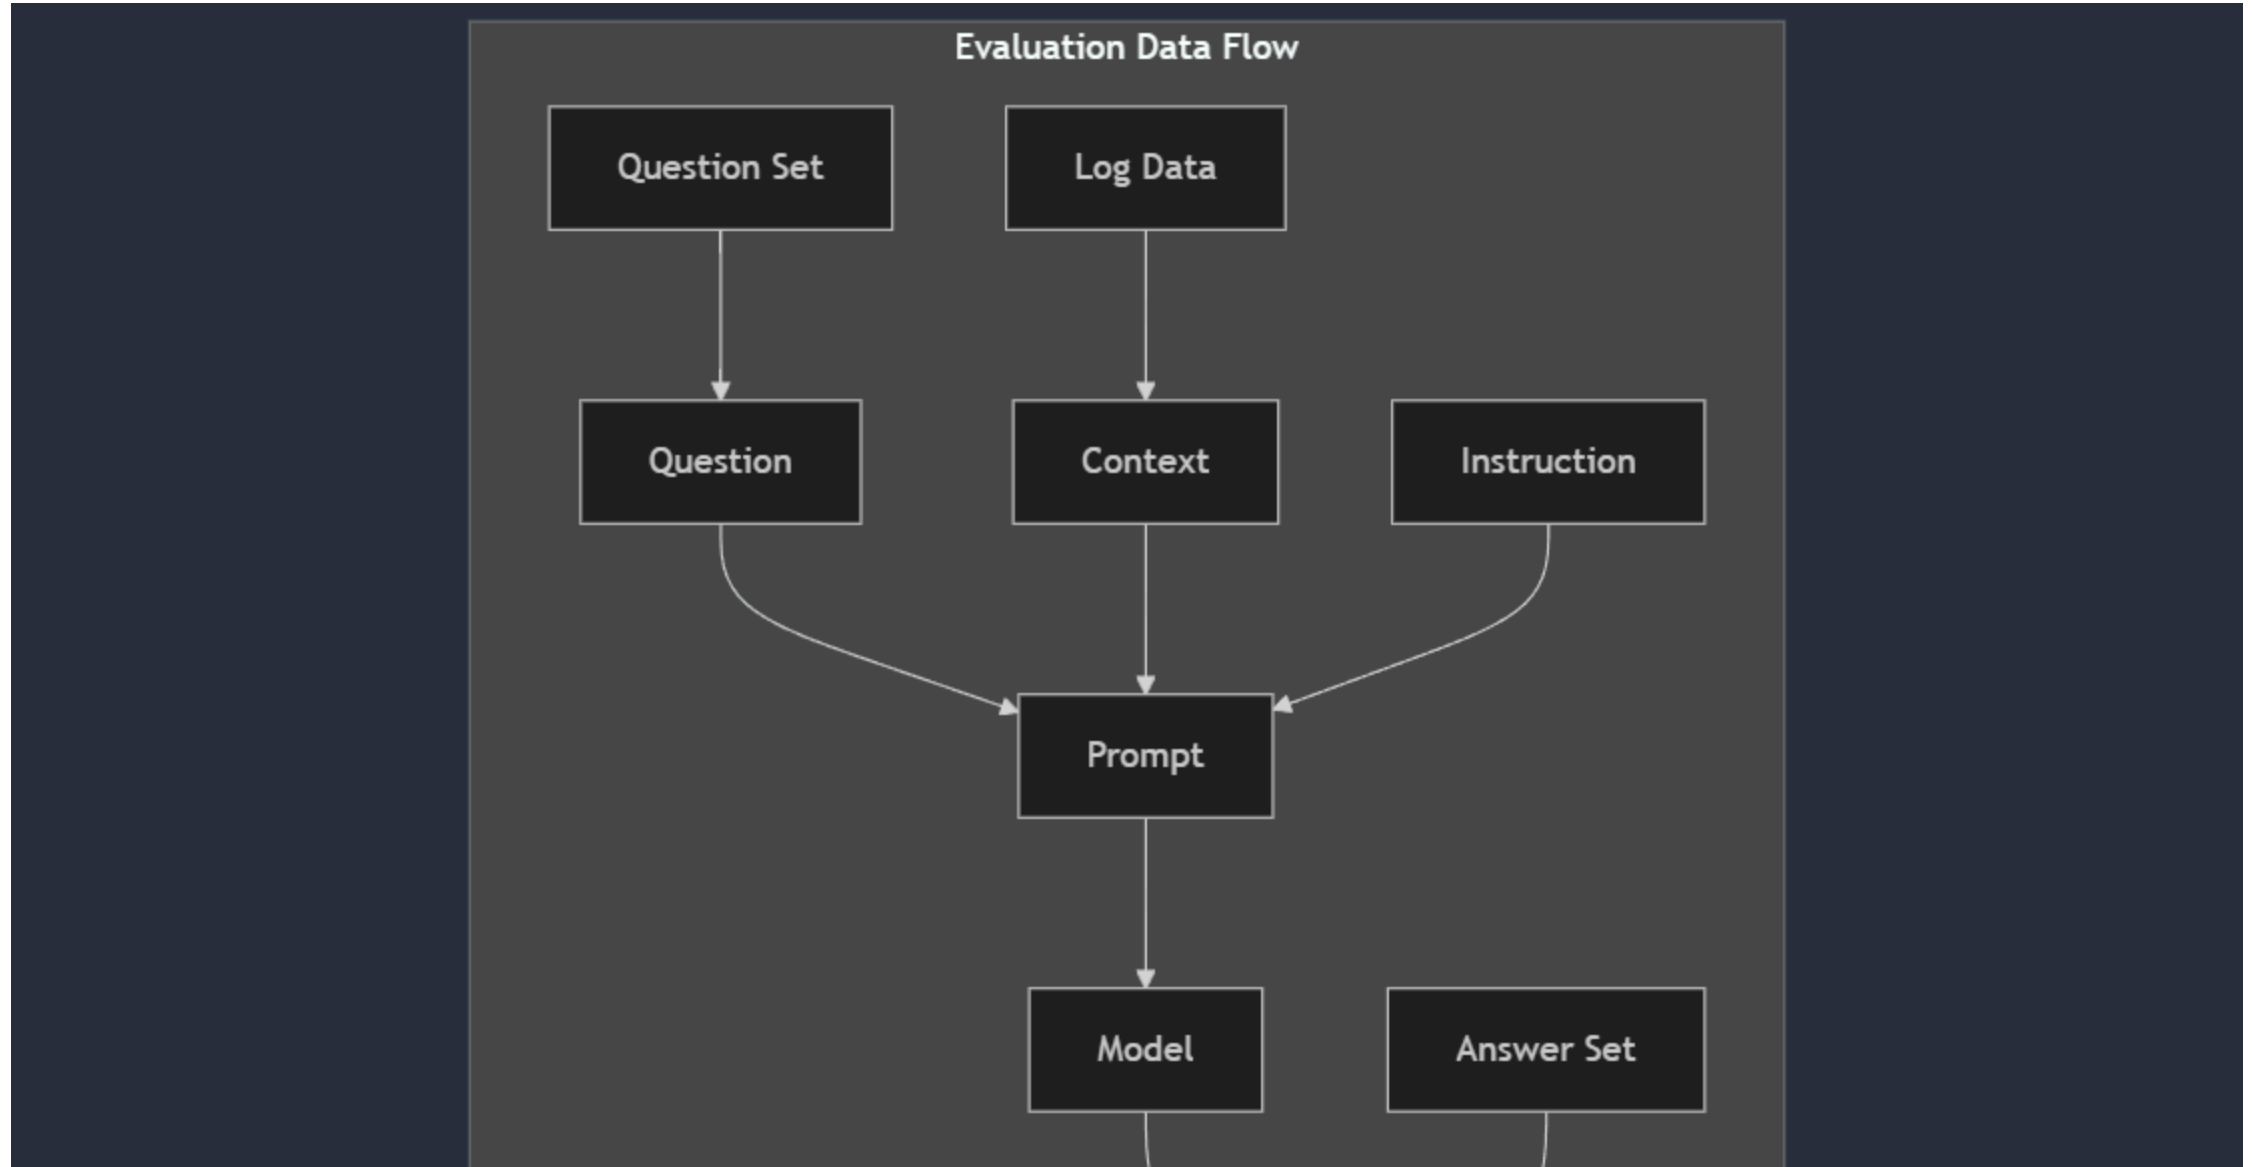 Evaluation Data Flow
Question Set
Log Data
Question
Context
Instruction
Prompt
Model
Answer Set